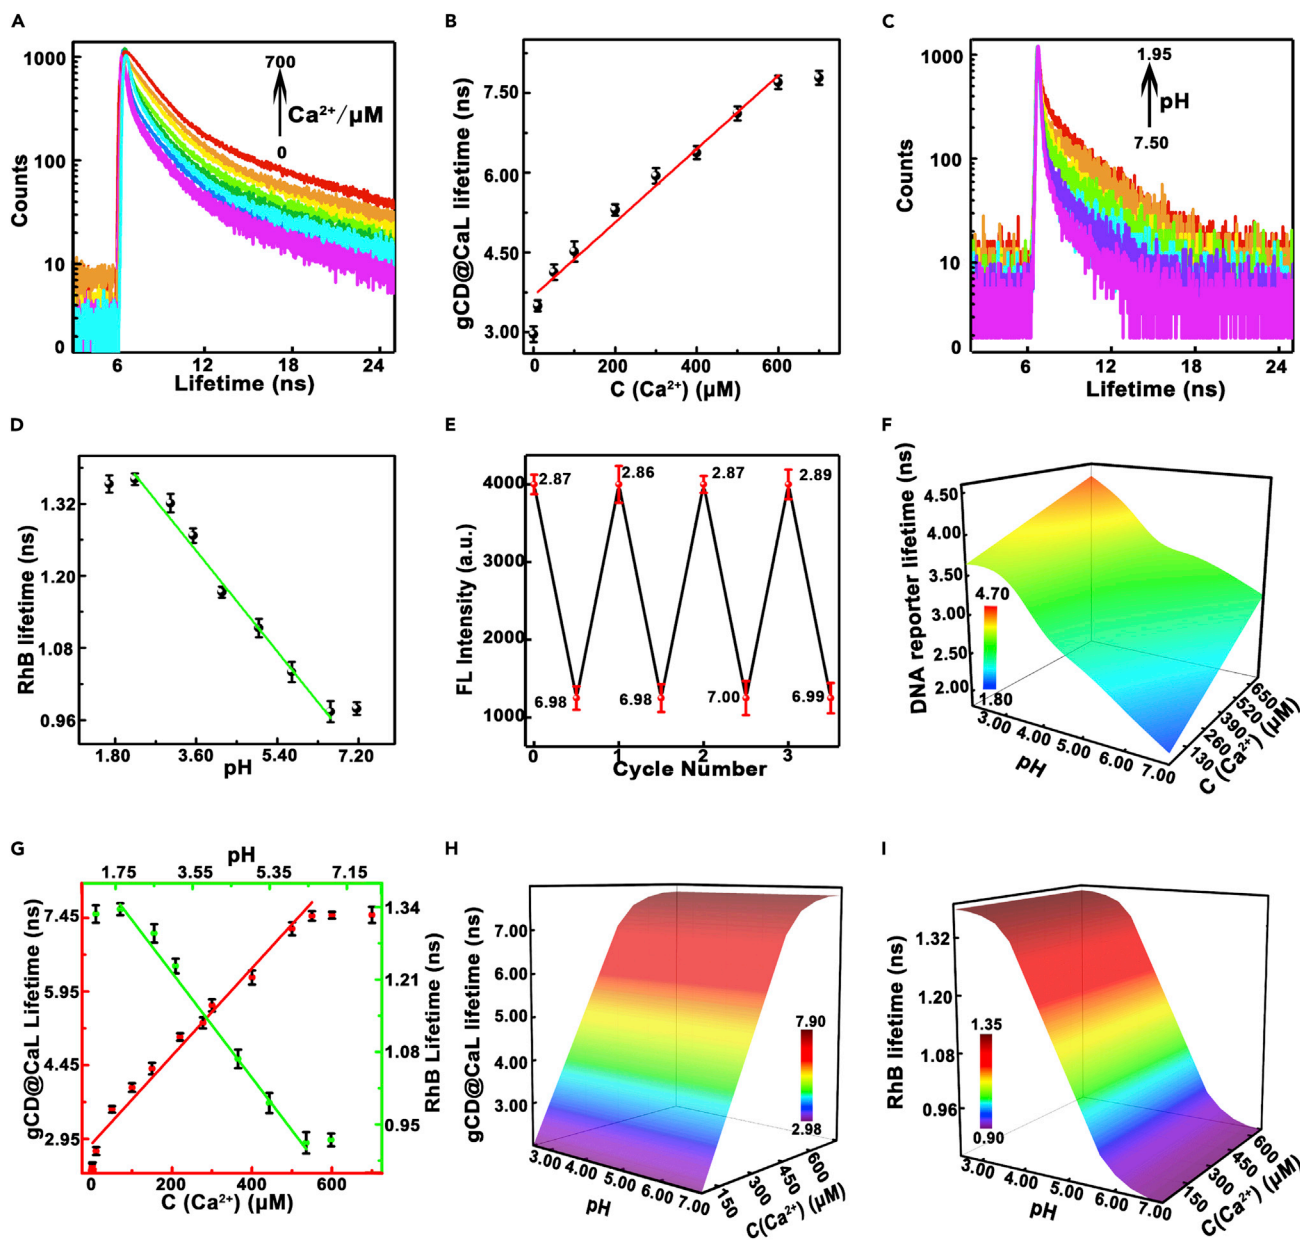 A
1000
100
10
0
Counts
700
Ca²⁺/μM
0
6 12 18 24
Lifetime (ns)
B
7.50
6.00
4.50
3.00
gCD@CaL lifetime (ns)
0 200 400 600
C (Ca²⁺) (μM)
C
1000
100
10
0
Counts
1.95
pH
7.50
6 12 18 24
Lifetime (ns)
D
1.32
1.20
1.08
0.96
RhB lifetime (ns)
1.80 3.60 5.40 7.20
pH
E
4000
3000
2000
1000
FL Intensity (a.u.)
2.87 2.86 2.87 2.89
6.98 6.98 7.00 6.99
0 1 2 3
Cycle Number
F
4.50
4.00
3.50
3.00
2.50
2.00
DNA reporter lifetime (ns)
4.70
1.80
3.00 4.00 5.00 6.00 7.00
pH
130 260 390 520 650
C (Ca²⁺) (μM)
G
pH
1.75 3.55 5.35 7.15
7.45
5.95
4.45
2.95
gCD@CaL Lifetime (ns)
1.34
1.21
1.08
0.95
RhB Lifetime (ns)
0 200 400 600
C (Ca²⁺) (μM)
H
7.00
6.00
5.00
4.00
3.00
gCD@CaL lifetime (ns)
7.90
2.98
3.00 4.00 5.00 6.00 7.00
pH
150 300 450 600
C(Ca²⁺) (μM)
I
1.32
1.20
1.08
0.96
RhB lifetime (ns)
1.35
0.90
3.00 4.00 5.00 6.00 7.00
pH
150 300 450 600
C(Ca²⁺) (μM)